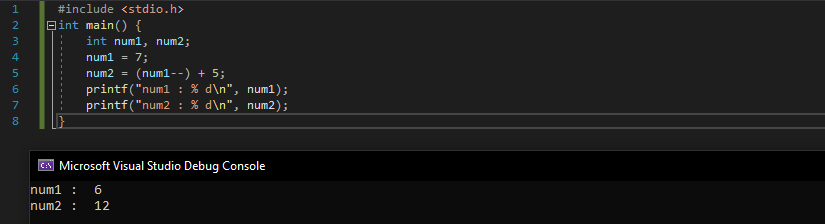 1 #include <stdio.h>
2 int main() {
3 int num1, num2;
4 num1 = 7;
5 num2 = (num1--) + 5;
6 printf("num1 : % d\n", num1);
7 printf("num2 : % d\n", num2);
8 }
C:\ Microsoft Visual Studio Debug Console
num1 :  6
num2 :  12